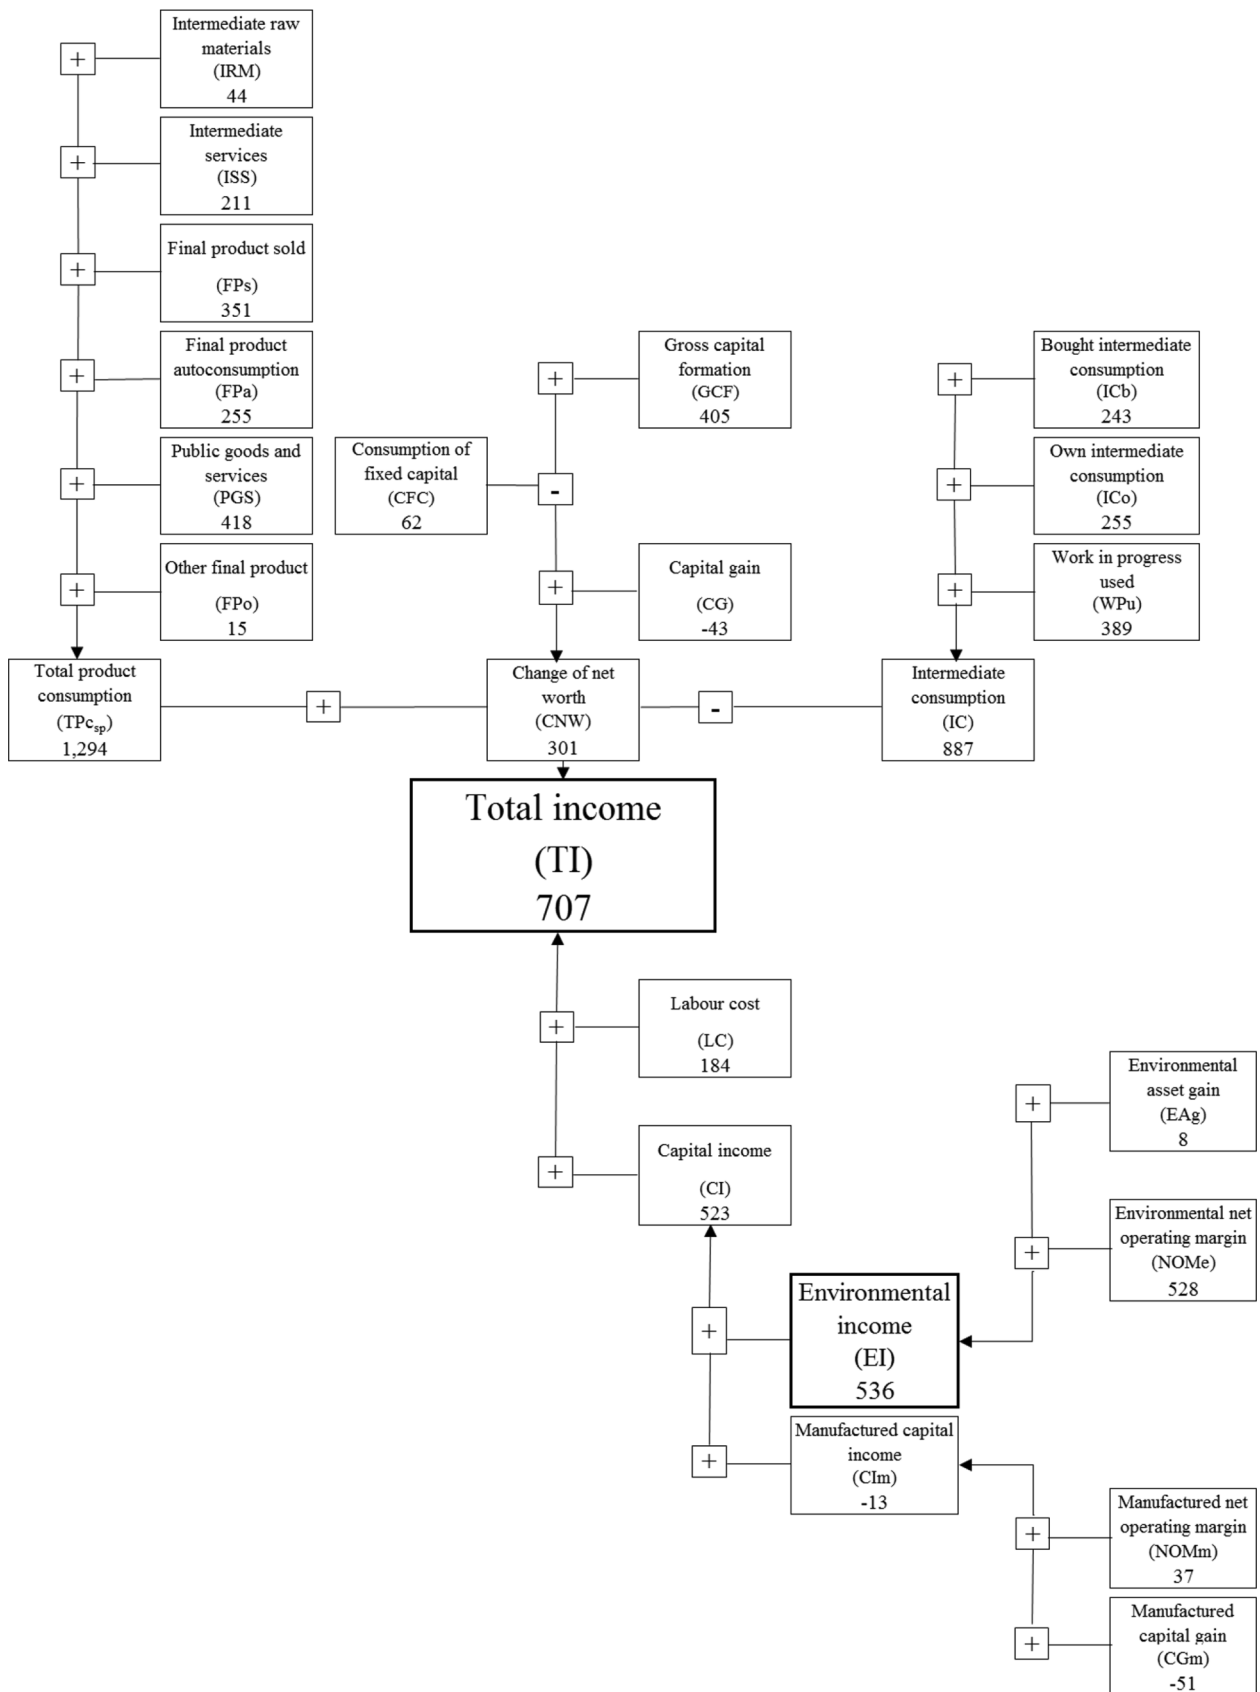 +
Intermediate raw
materials
(IRM)
44
+
Intermediate
services
(ISS)
211
+
Final product sold
(FPs)
351
+
Final product
autoconsumption
(FPa)
255
+
Public goods and
services
(PGS)
418
+
Other final product
(FPo)
15
+
Gross capital
formation
(GCF)
405
Consumption of
fixed capital
(CFC)
62
-
+
Capital gain
(CG)
-43
+
Bought intermediate
consumption
(ICb)
243
+
Own intermediate
consumption
(ICo)
255
+
Work in progress
used
(WPu)
389
Total product
consumption
(TPcsp)
1,294
+
Change of net
worth
(CNW)
301
-
Intermediate
consumption
(IC)
887
Total income
(TI)
707
+
Labour cost
(LC)
184
+
Capital income
(CI)
523
+
Environmental
asset gain
(EAg)
8
+
Environmental net
operating margin
(NOMe)
528
+
Environmental
income
(EI)
536
+
Manufactured capital
income
(CIm)
-13
+
Manufactured net
operating margin
(NOMm)
37
+
Manufactured
capital gain
(CGm)
-51